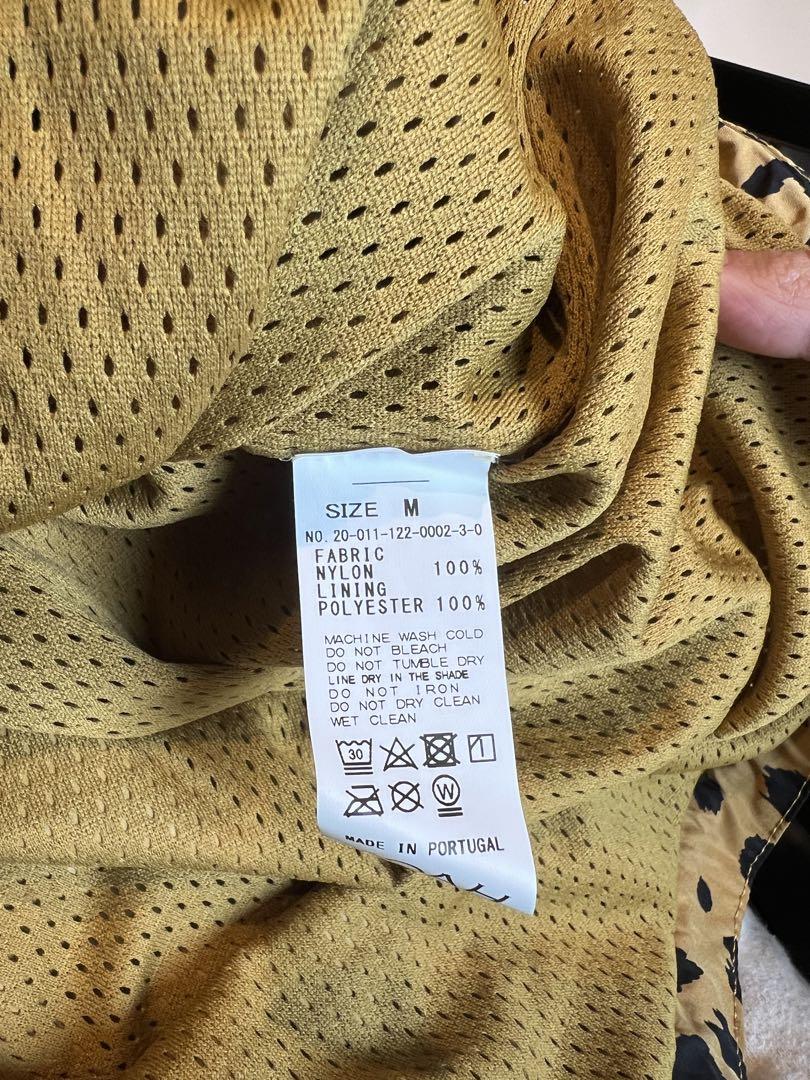 SIZE M
NO. 20-011-122-0002-3-0
FABRIC
NYLON 100%
LINING
POLYESTER 100%
MACHINE WASH COLD
DO NOT BLEACH
DO NOT TUMBLE DRY
LINE DRY IN THE SHADE
DO NOT IRON
DO NOT DRY CLEAN
WET CLEAN
30
W
MADE IN PORTUGAL